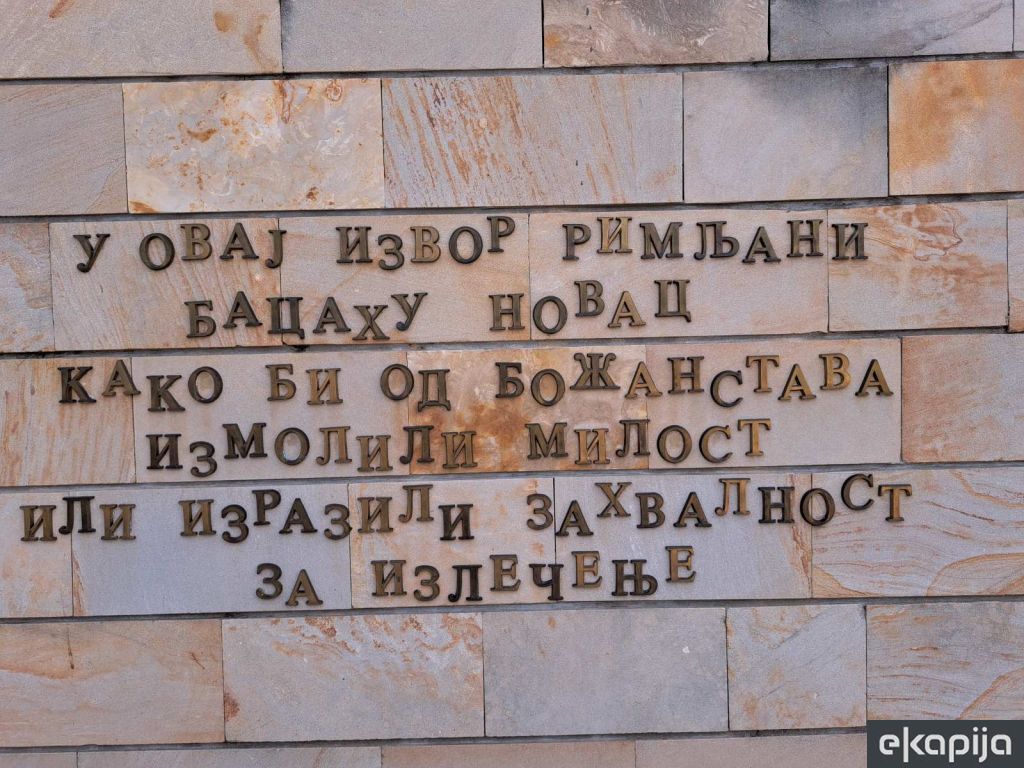 У ОВАЈ ИЗВОР РИМЉАНИ
БАЦАХУ НОВАЦ
КАКО БИ ОД БОЖАНСТАВА
ИЗМОЛИЛИ МИЛОСТ
ИЛИ ИЗРАЗИЛИ ЗАХВАЛНОСТ
ЗА ИЗЛЕЧЕЊЕ
ekapija